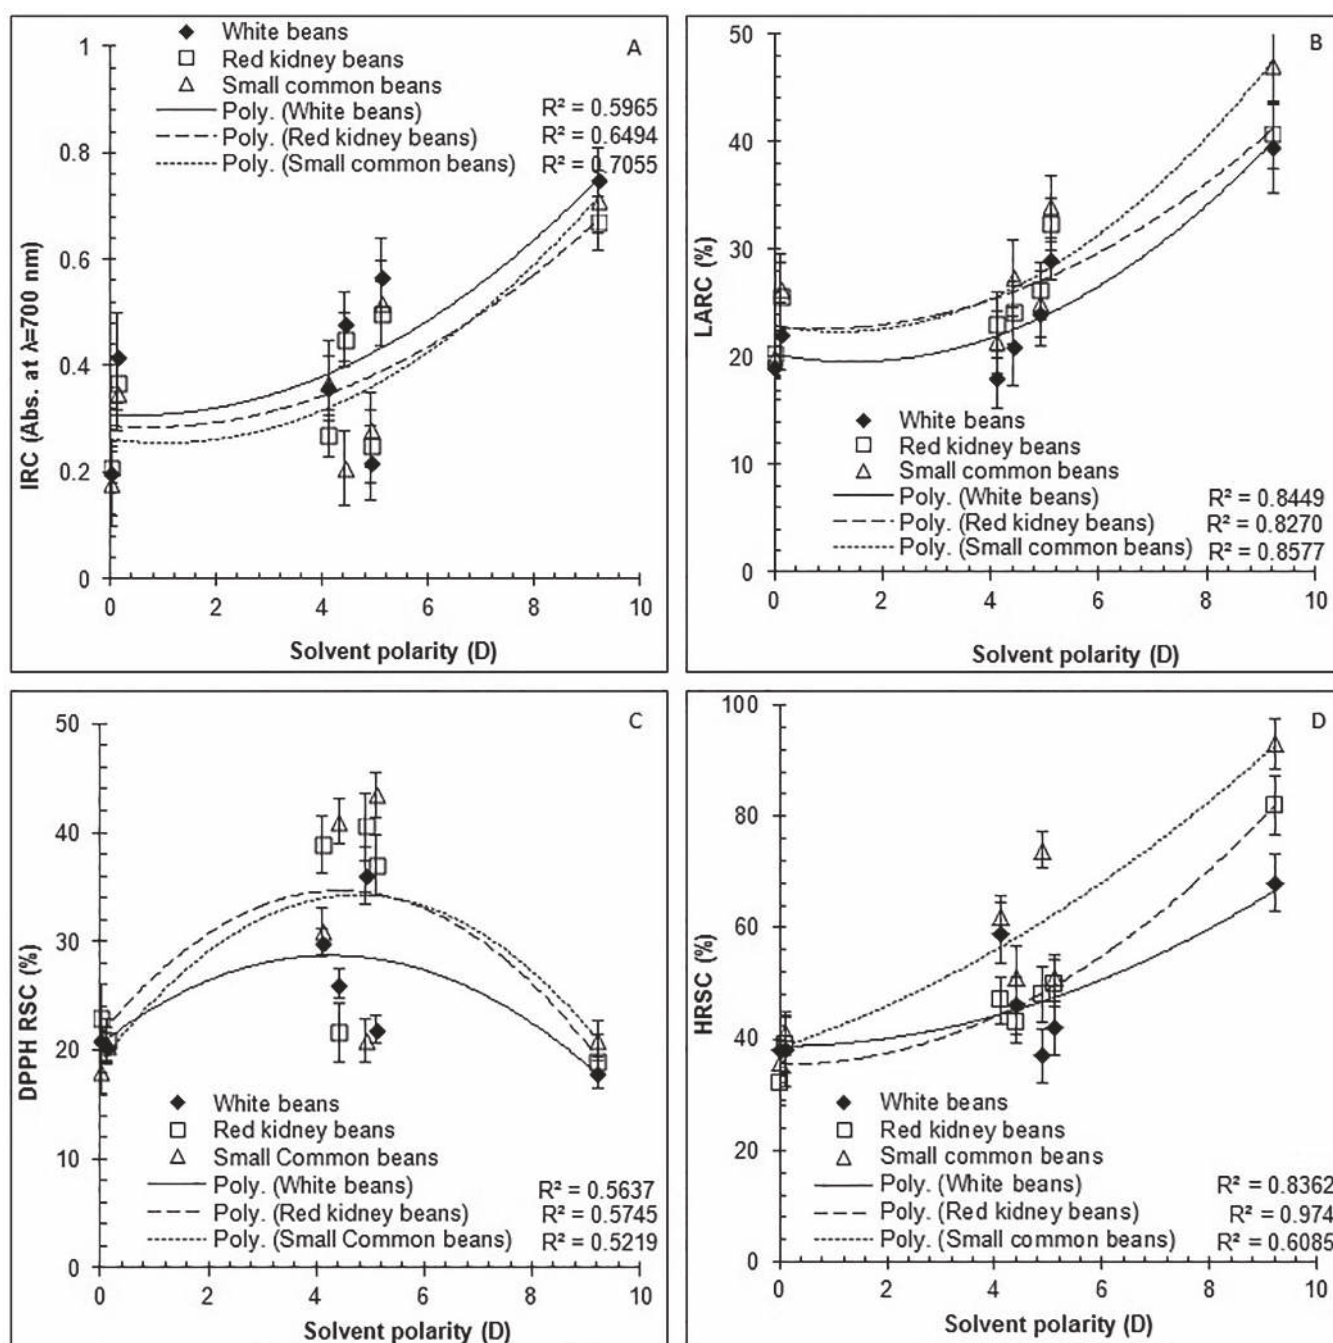 A
White beans
Red kidney beans
Small common beans
Poly. (White beans) R² = 0.5965
Poly. (Red kidney beans) R² = 0.6494
Poly. (Small common beans) R² = 0.7055
IRC (Abs. at λ=700 nm)
1
0.8
0.6
0.4
0.2
0
0 2 4 6 8 10
Solvent polarity (D)
B
LARC (%)
50
40
30
20
10
0
White beans
Red kidney beans
Small common beans
Poly. (White beans) R² = 0.8449
Poly. (Red kidney beans) R² = 0.8270
Poly. (Small common beans) R² = 0.8577
0 2 4 6 8 10
Solvent polarity (D)
C
DPPH RSC (%)
50
40
30
20
10
0
White beans
Red kidney beans
Small Common beans
Poly. (White beans) R² = 0.5637
Poly. (Red kidney beans) R² = 0.5745
Poly. (Small Common beans) R² = 0.5219
0 2 4 6 8 10
Solvent polarity (D)
D
HRSC (%)
100
80
60
40
20
0
White beans
Red kidney beans
Small common beans
Poly. (White beans) R² = 0.8362
Poly. (Red kidney beans) R² = 0.974
Poly. (Small common beans) R² = 0.6085
0 2 4 6 8 10
Solvent polarity (D)